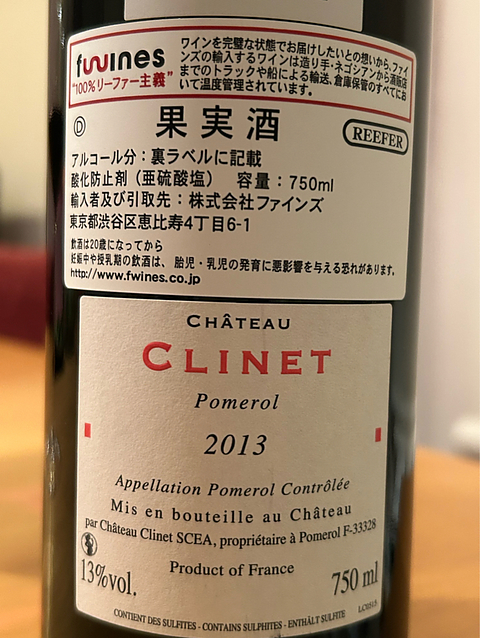 fwines
"100%リーファー主義"
ワインを完璧な状態でお届けしたいとの想いから、ファイ
ンズの輸入するワインは造り手・ネゴシアンから酒販店
までのトラックや船による輸送、倉庫保管のすべてにお
いて温度管理されています。
D
果実酒
REEFER
アルコール分：裏ラベルに記載
酸化防止剤（亜硫酸塩） 容量：750ml
輸入者及び引取先：株式会社ファインズ
東京都渋谷区恵比寿4丁目6-1
飲酒は20歳になってから
妊娠中や授乳期の飲酒は、胎児・乳児の発育に悪影響を与える恐れがあります。
http://www.fwines.co.jp
CHÂTEAU
CLINET
Pomerol
2013
Appellation Pomerol Contrôlée
Mis en bouteille au Château
par Château Clinet SCEA, propriétaire à Pomerol F-33328
Product of France
13%vol.
750 ml
CONTIENT DES SULFITES - CONTAINS SULPHITES - ENTHÄLT SULFITE